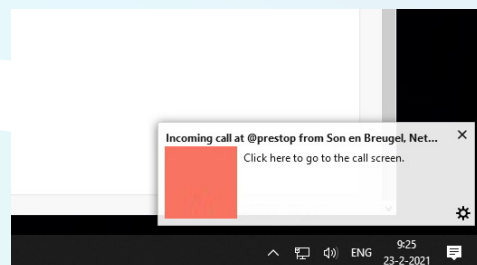 Incoming call at @prestop from Son en Breugel, Net...
Click here to go to the call screen.
ENG
9:25
23-2-2021